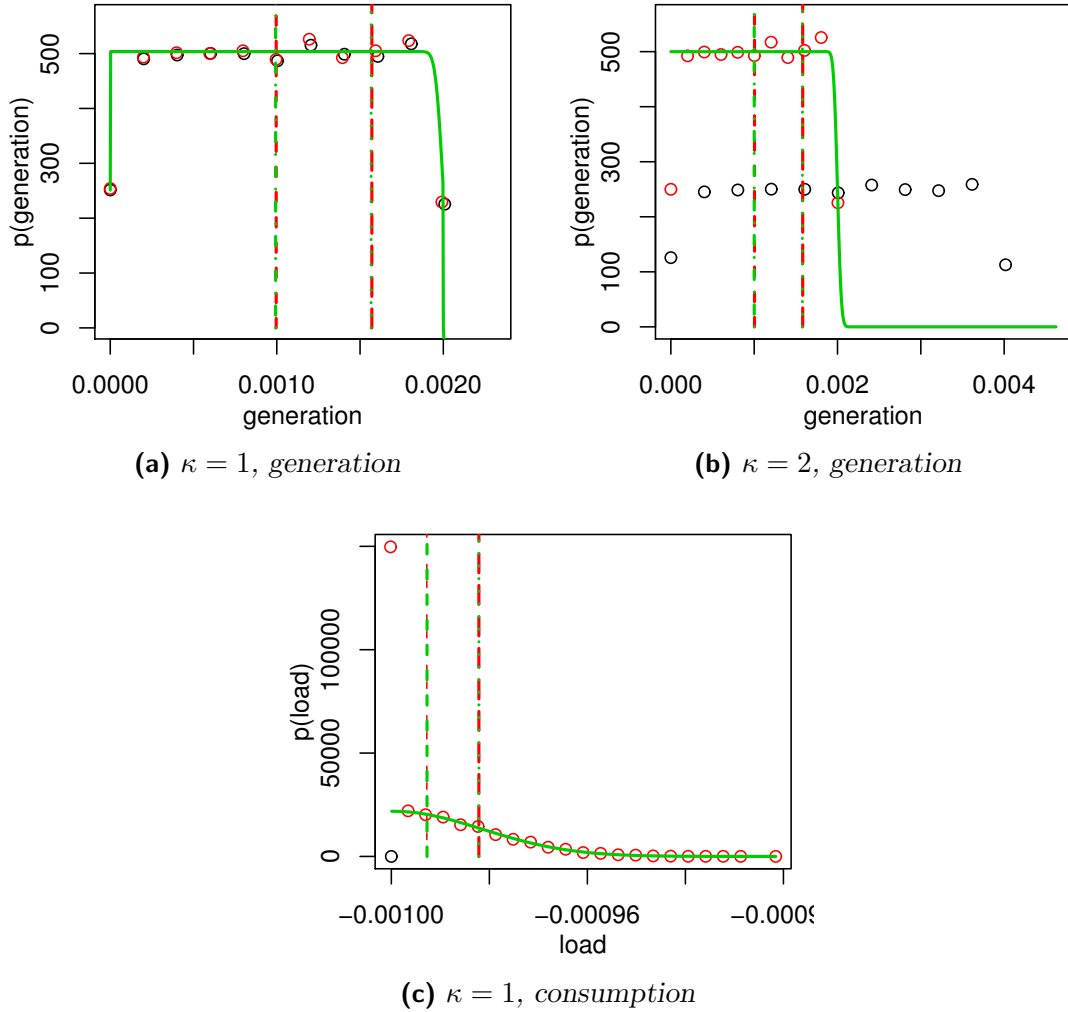 p(generation)
0 100 300 500
0.0000 0.0010 0.0020
generation
(a) κ = 1, generation
p(generation)
0 100 300 500
0.000 0.002 0.004
generation
(b) κ = 2, generation
p(load)
0 50000 100000
−0.00100 −0.00096 −0.0009
load
(c) κ = 1, consumption